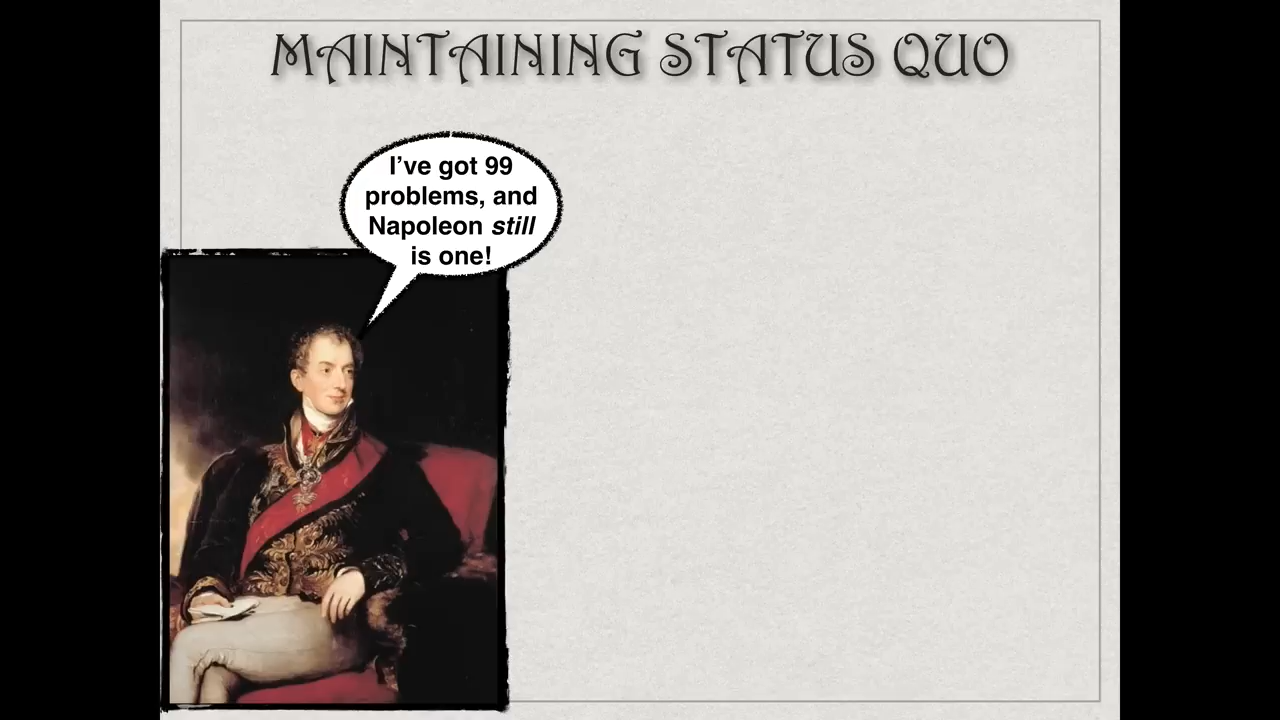 MAINTAINING STATUS QUO
I’ve got 99
problems, and
Napoleon still
is one!